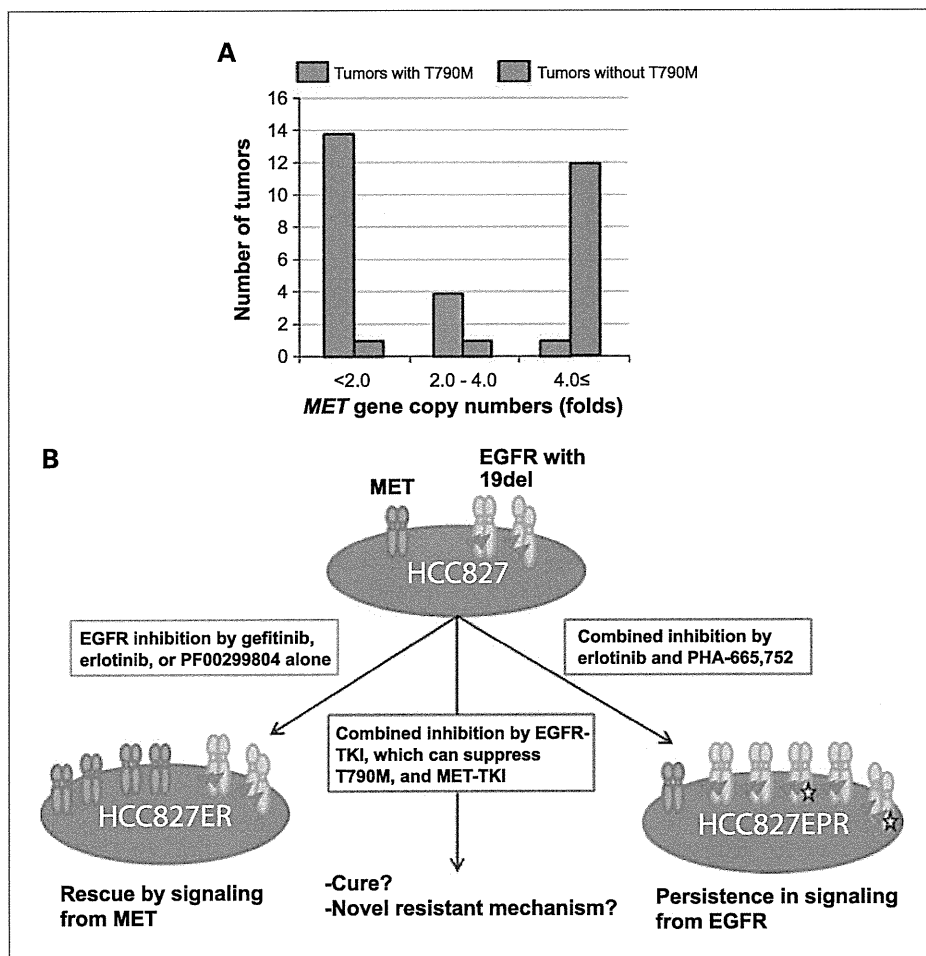 A
Tumors with T790M
Tumors without T790M
Number of tumors
16
14
12
10
8
6
4
2
0
<2.0
2.0 - 4.0
4.0≤
MET gene copy numbers (folds)
B
MET
EGFR with
19del
HCC827
EGFR inhibition by gefitinib,
erlotinib, or PF00299804 alone
Combined inhibition by
erlotinib and PHA-665,752
Combined inhibition by EGFR-
TKI, which can suppress
T790M, and MET-TKI
HCC827ER
HCC827EPR
Rescue by signaling
from MET
-Cure?
-Novel resistant mechanism?
Persistence in signaling
from EGFR